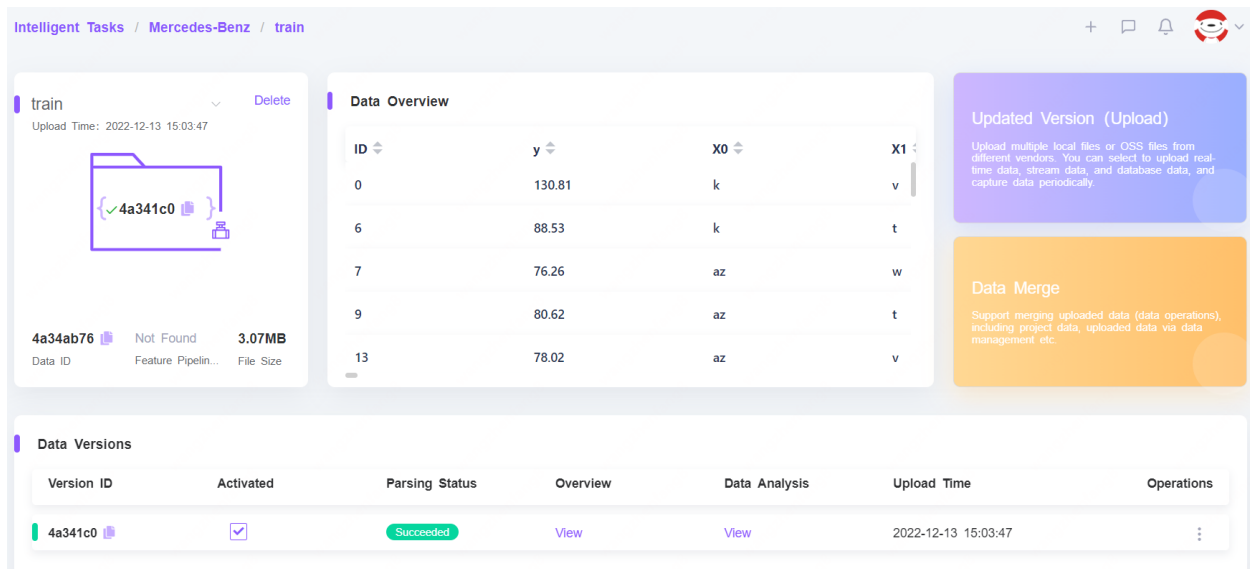 Intelligent Tasks / Mercedes-Benz / train
train
Delete
Upload Time: 2022-12-13 15:03:47
{ 4a341c0 }
4a34ab76 Not Found 3.07MB
Data ID Feature Pipelin... File Size
Data Overview
ID y X0 X1
0 130.81 k v
6 88.53 k t
7 76.26 az w
9 80.62 az t
13 78.02 az v
Updated Version (Upload)
Upload multiple local files or OSS files from
different vendors. You can select to upload real-
time data, stream data, and database data, and
capture data periodically.
Data Merge
Support merging uploaded data (data operations),
including project data, uploaded data via data
management etc.
Data Versions
Version ID Activated Parsing Status Overview Data Analysis Upload Time Operations
4a341c0 Succeeded View View 2022-12-13 15:03:47